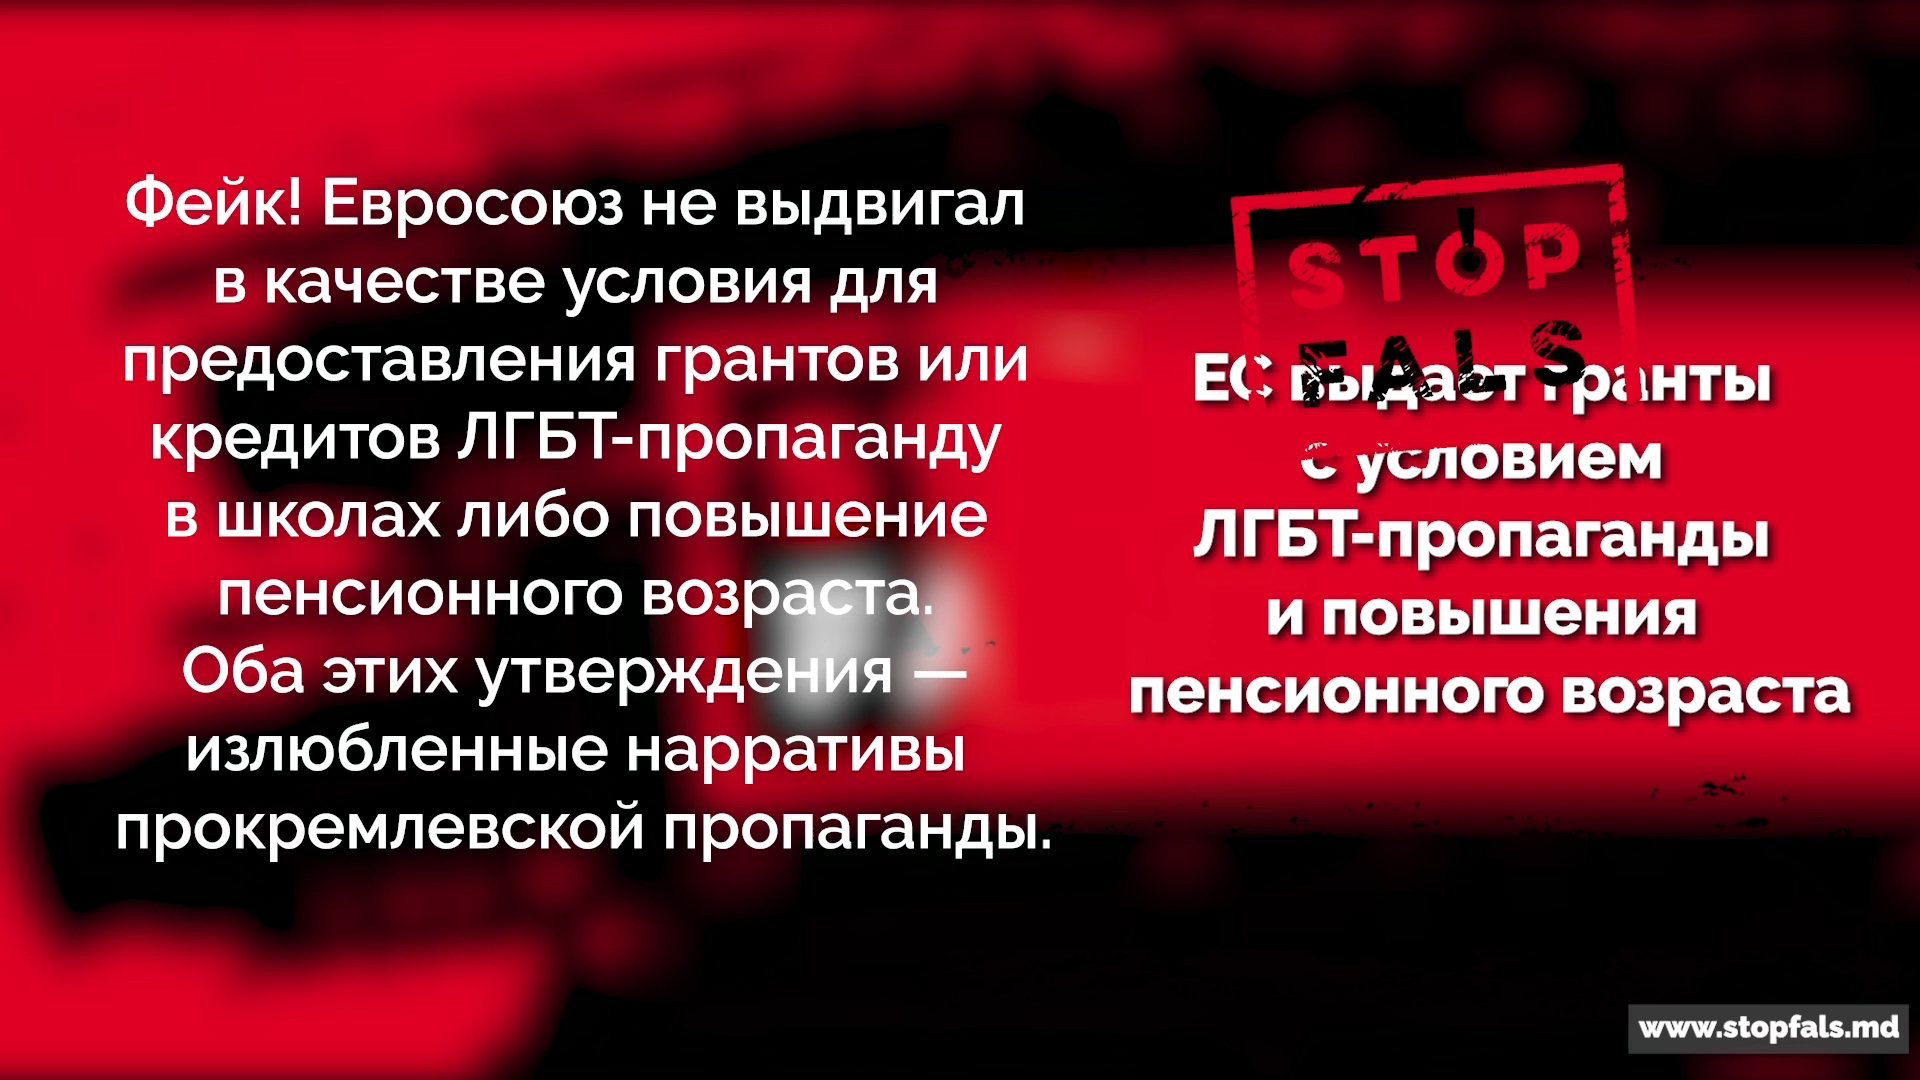 Фейк! Евросоюз не выдвигал
в качестве условия для
предоставления грантов или
кредитов ЛГБТ-пропаганду
в школах либо повышение
пенсионного возраста.
Оба этих утверждения —
излюбленные нарративы
прокремлевской пропаганды.
STOP
FALS
ЕС выдает гранты
с условием
ЛГБТ-пропаганды
и повышения
пенсионного возраста
www.stopfals.md